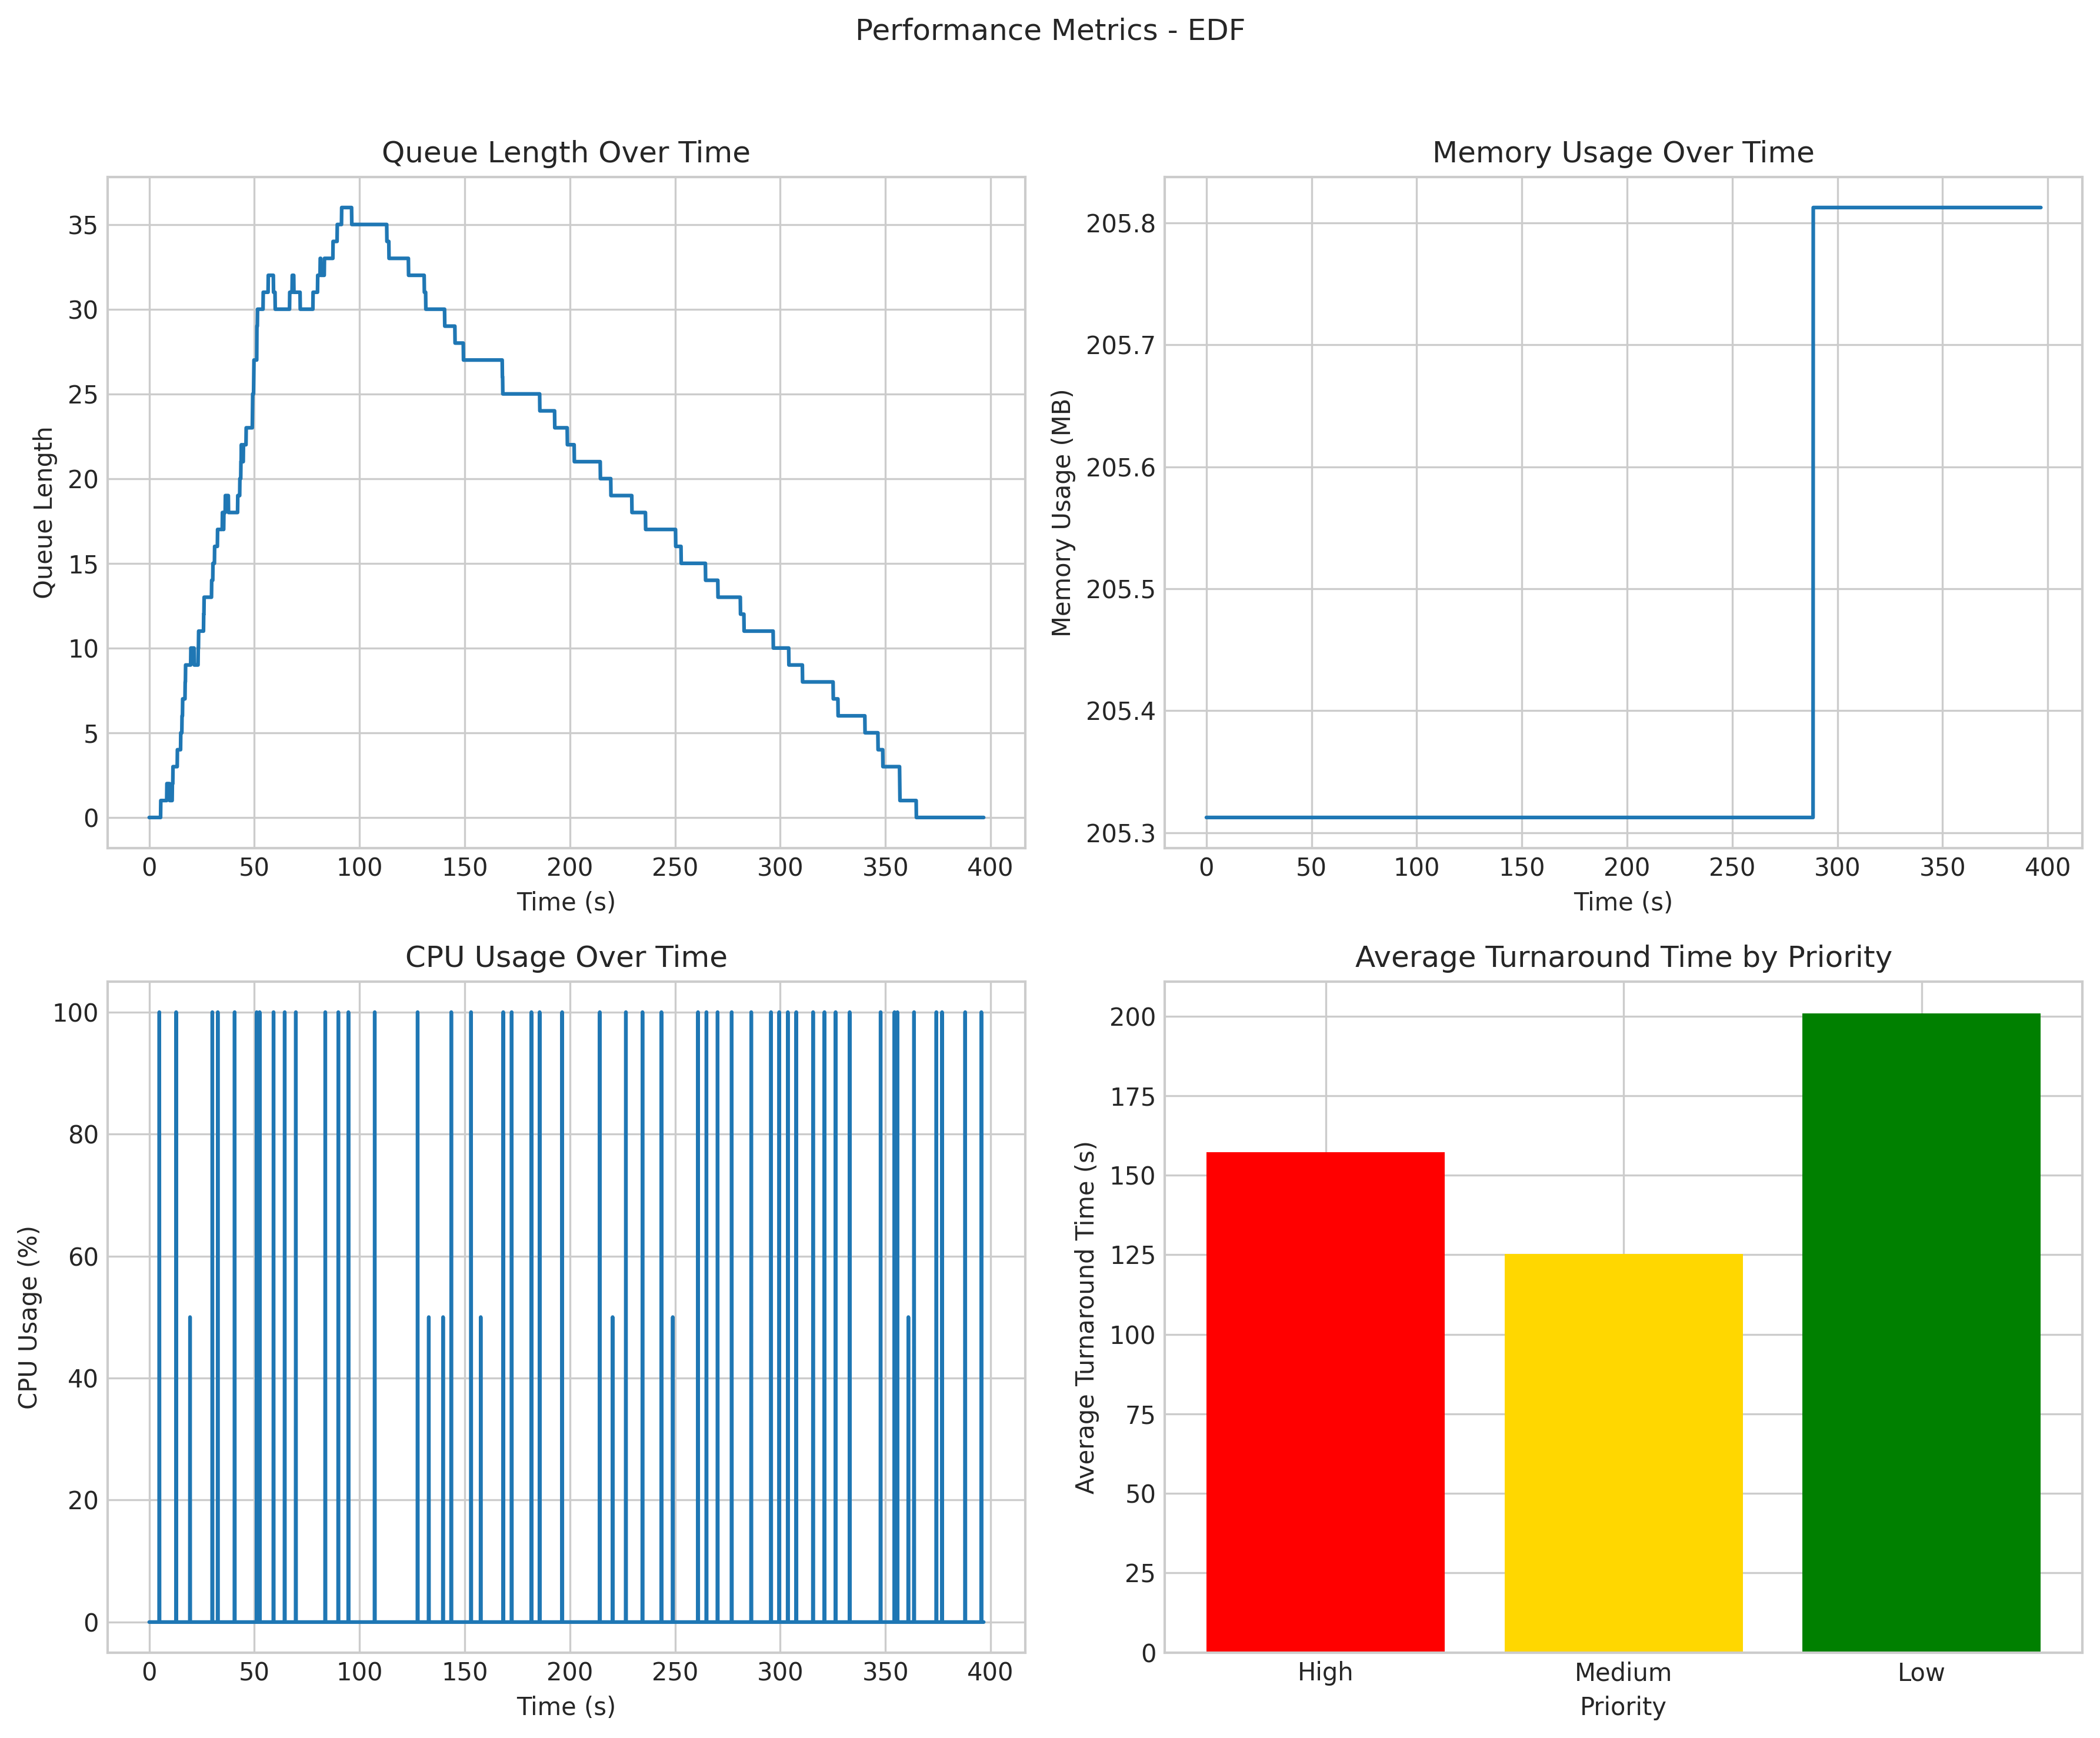 Performance Metrics - EDF
Queue Length Over Time
Queue Length
35
30
25
20
15
10
5
0
0 50 100 150 200 250 300 350 400
Time (s)
Memory Usage Over Time
Memory Usage (MB)
205.8
205.7
205.6
205.5
205.4
205.3
0 50 100 150 200 250 300 350 400
Time (s)
CPU Usage Over Time
CPU Usage (%)
100
80
60
40
20
0
0 50 100 150 200 250 300 350 400
Time (s)
Average Turnaround Time by Priority
Average Turnaround Time (s)
200
175
150
125
100
75
50
25
0
High Medium Low
Priority